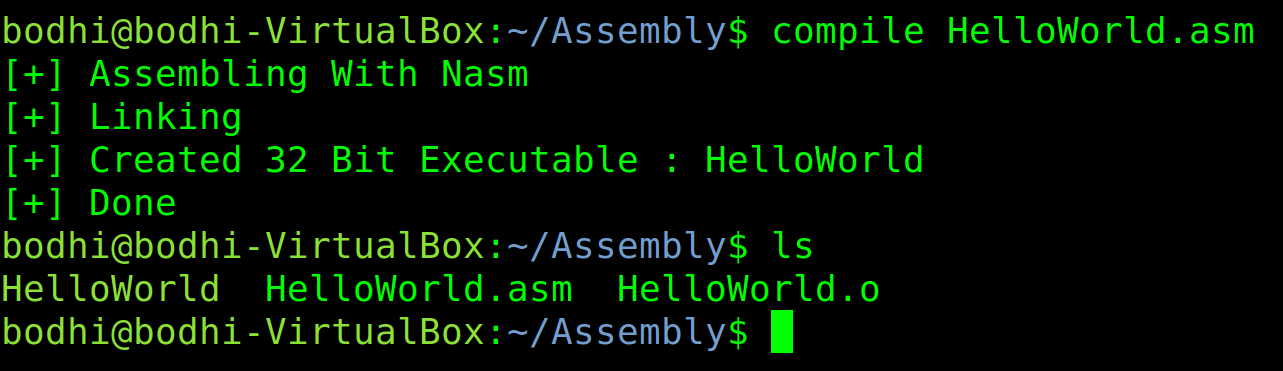 bodhi@bodhi-VirtualBox:~/Assembly$ compile HelloWorld.asm
[+] Assembling With Nasm
[+] Linking
[+] Created 32 Bit Executable : HelloWorld
[+] Done
bodhi@bodhi-VirtualBox:~/Assembly$ ls
HelloWorld  HelloWorld.asm  HelloWorld.o
bodhi@bodhi-VirtualBox:~/Assembly$